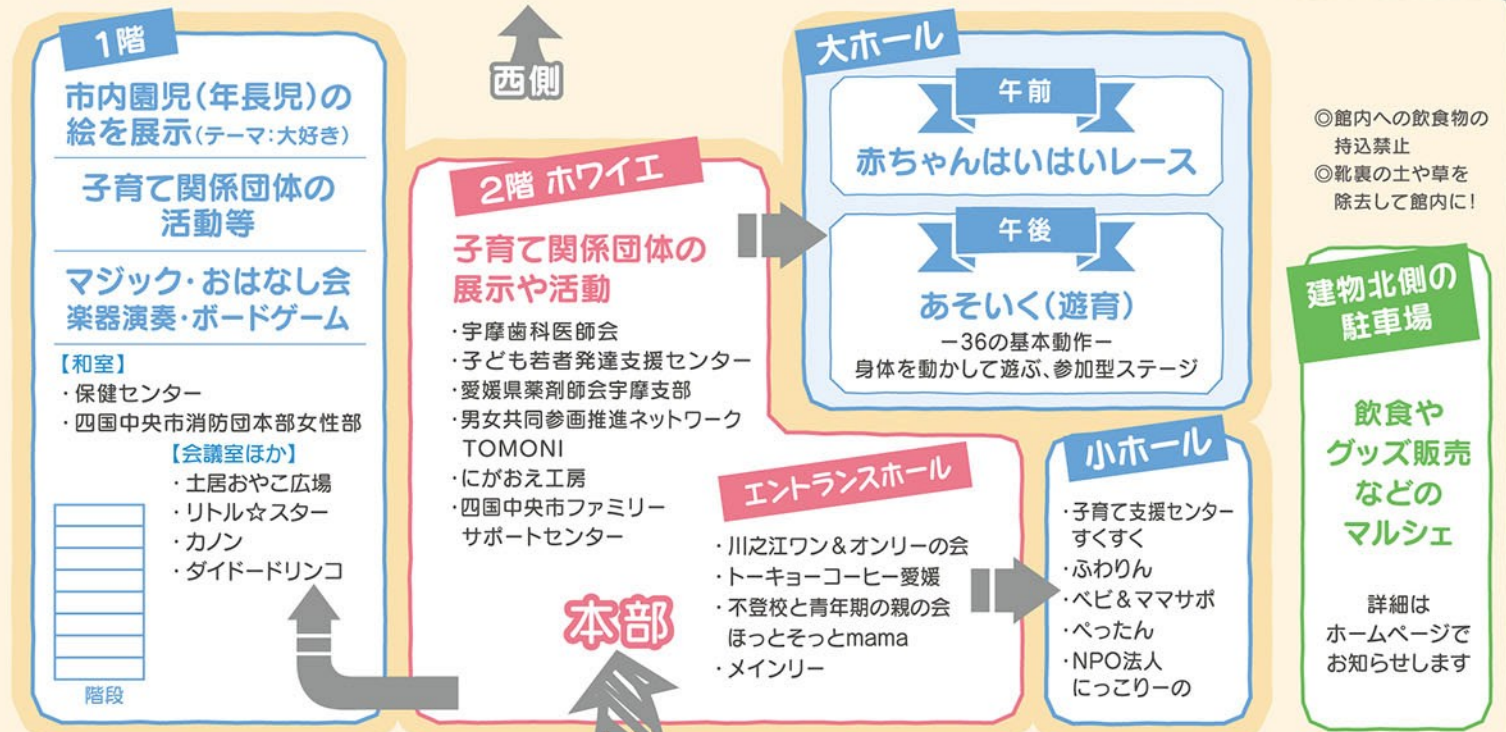 1階
市内園児(年長児)の
絵を展示(テーマ:大好き)
子育て関係団体の
活動等
マジック・おはなし会
楽器演奏・ボードゲーム
【和室】
・保健センター
・四国中央市消防団本部女性部
【会議室ほか】
・土居おやこ広場
・リトル☆スター
・カノン
・ダイドードリンコ
階段
西側
2階 ホワイエ
子育て関係団体の
展示や活動
・宇摩歯科医師会
・子ども若者発達支援センター
・愛媛県薬剤師会宇摩支部
・男女共同参画推進ネットワーク
TOMONI
・にがおえ工房
・四国中央市ファミリー
サポートセンター
本部
エントランスホール
・川之江ワン&オンリーの会
・トーキョーコーヒー愛媛
・不登校と青年期の親の会
ほっとそっとmama
・メインリー
大ホール
午前
赤ちゃんはいはいレース
午後
あそいく(遊育)
ー36の基本動作ー
身体を動かして遊ぶ、参加型ステージ
小ホール
・子育て支援センター
すくすく
・ふわりん
・ベビ&ママサポ
・ぺったん
・NPO法人
にっこりーの
◎館内への飲食物の
持込禁止
◎靴裏の土や草を
除去して館内に!
建物北側の
駐車場
飲食や
グッズ販売
などの
マルシェ
詳細は
ホームページで
お知らせします